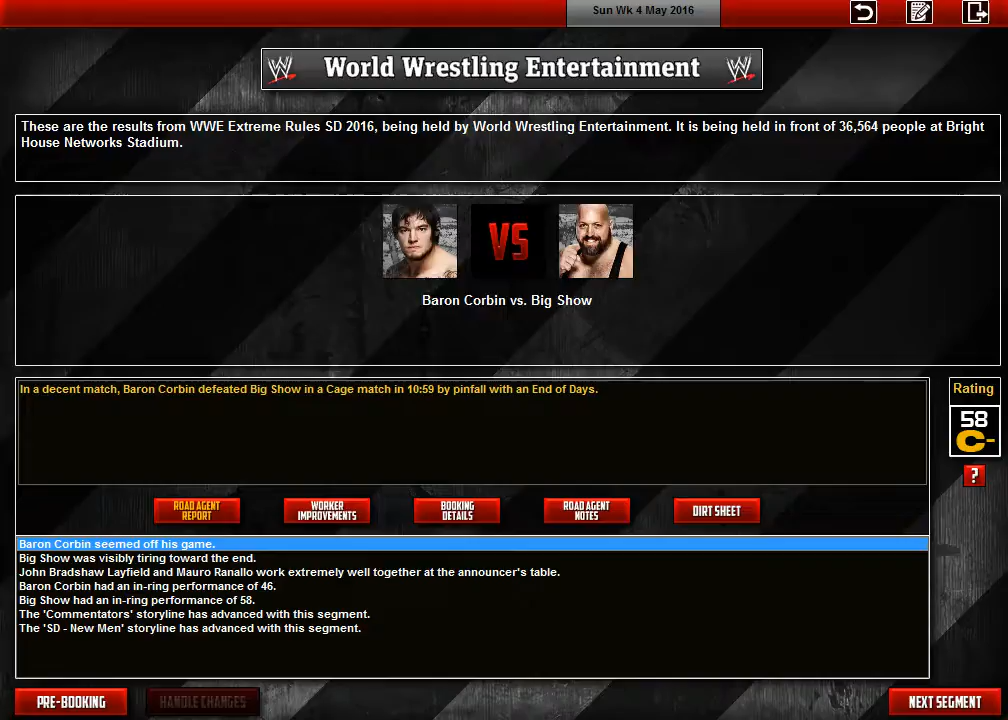 Sun Wk 4 May 2016
World Wrestling Entertainment
These are the results from WWE Extreme Rules SD 2016, being held by World Wrestling Entertainment. It is being held in front of 36,564 people at Bright
House Networks Stadium.
VS
Baron Corbin vs. Big Show
In a decent match, Baron Corbin defeated Big Show in a Cage match in 10:59 by pinfall with an End of Days.
Rating
58
C-
?
ROAD AGENT
REPORT
WORKER
IMPROVEMENTS
BOOKING
DETAILS
ROAD AGENT
NOTES
DIRT SHEET
Baron Corbin seemed off his game.
Big Show was visibly tiring toward the end.
John Bradshaw Layfield and Mauro Ranallo work extremely well together at the announcer's table.
Baron Corbin had an in-ring performance of 46.
Big Show had an in-ring performance of 58.
The 'Commentators' storyline has advanced with this segment.
The 'SD - New Men' storyline has advanced with this segment.
PRE-BOOKING
HANDLE CHANGES
NEXT SEGMENT